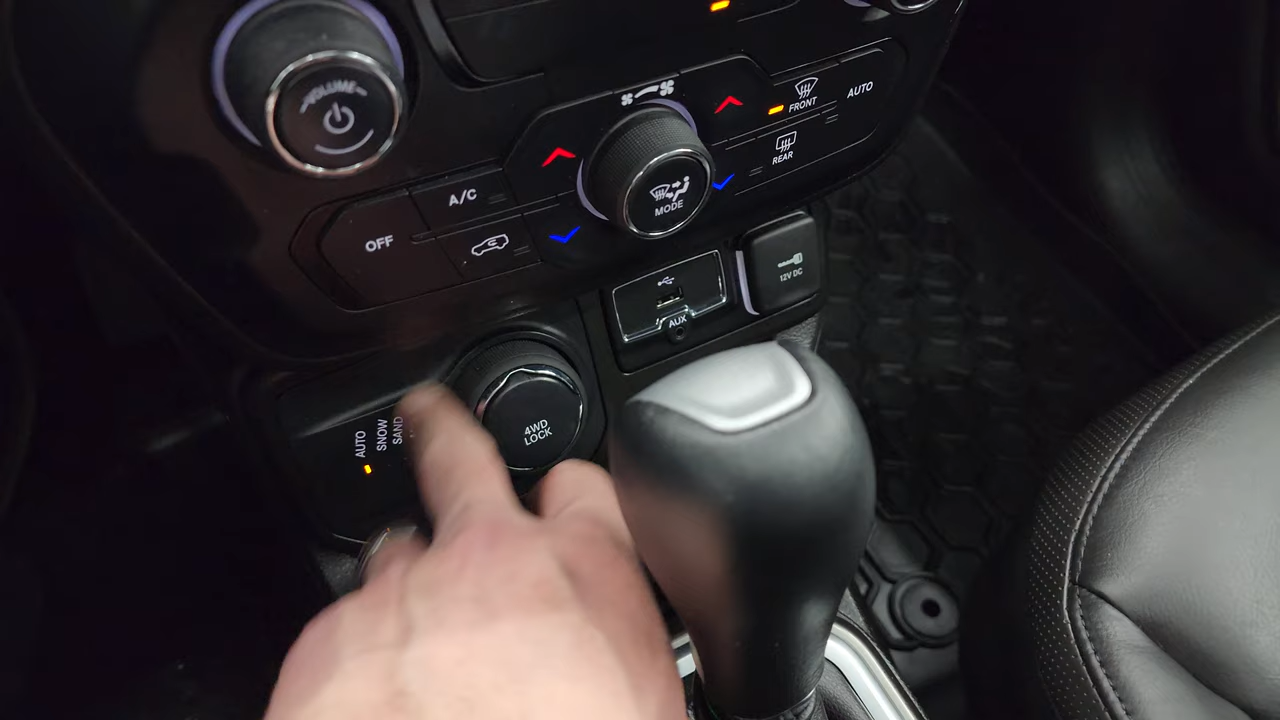 VOLUME
FRONT
AUTO
REAR
MODE
A/C
OFF
12V DC
AUX
4WD
LOCK
AUTO
SNOW
SAND